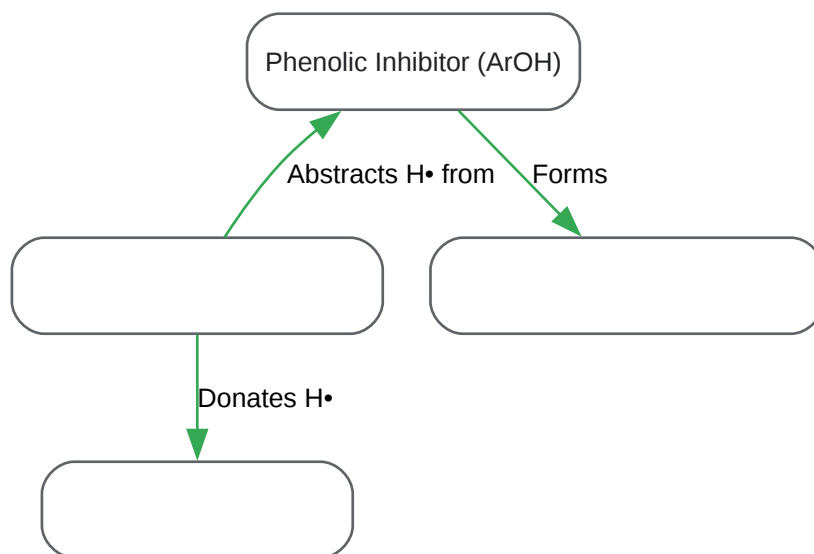 Phenolic Inhibitor (ArOH)
Abstracts H• from
Forms
Donates H•